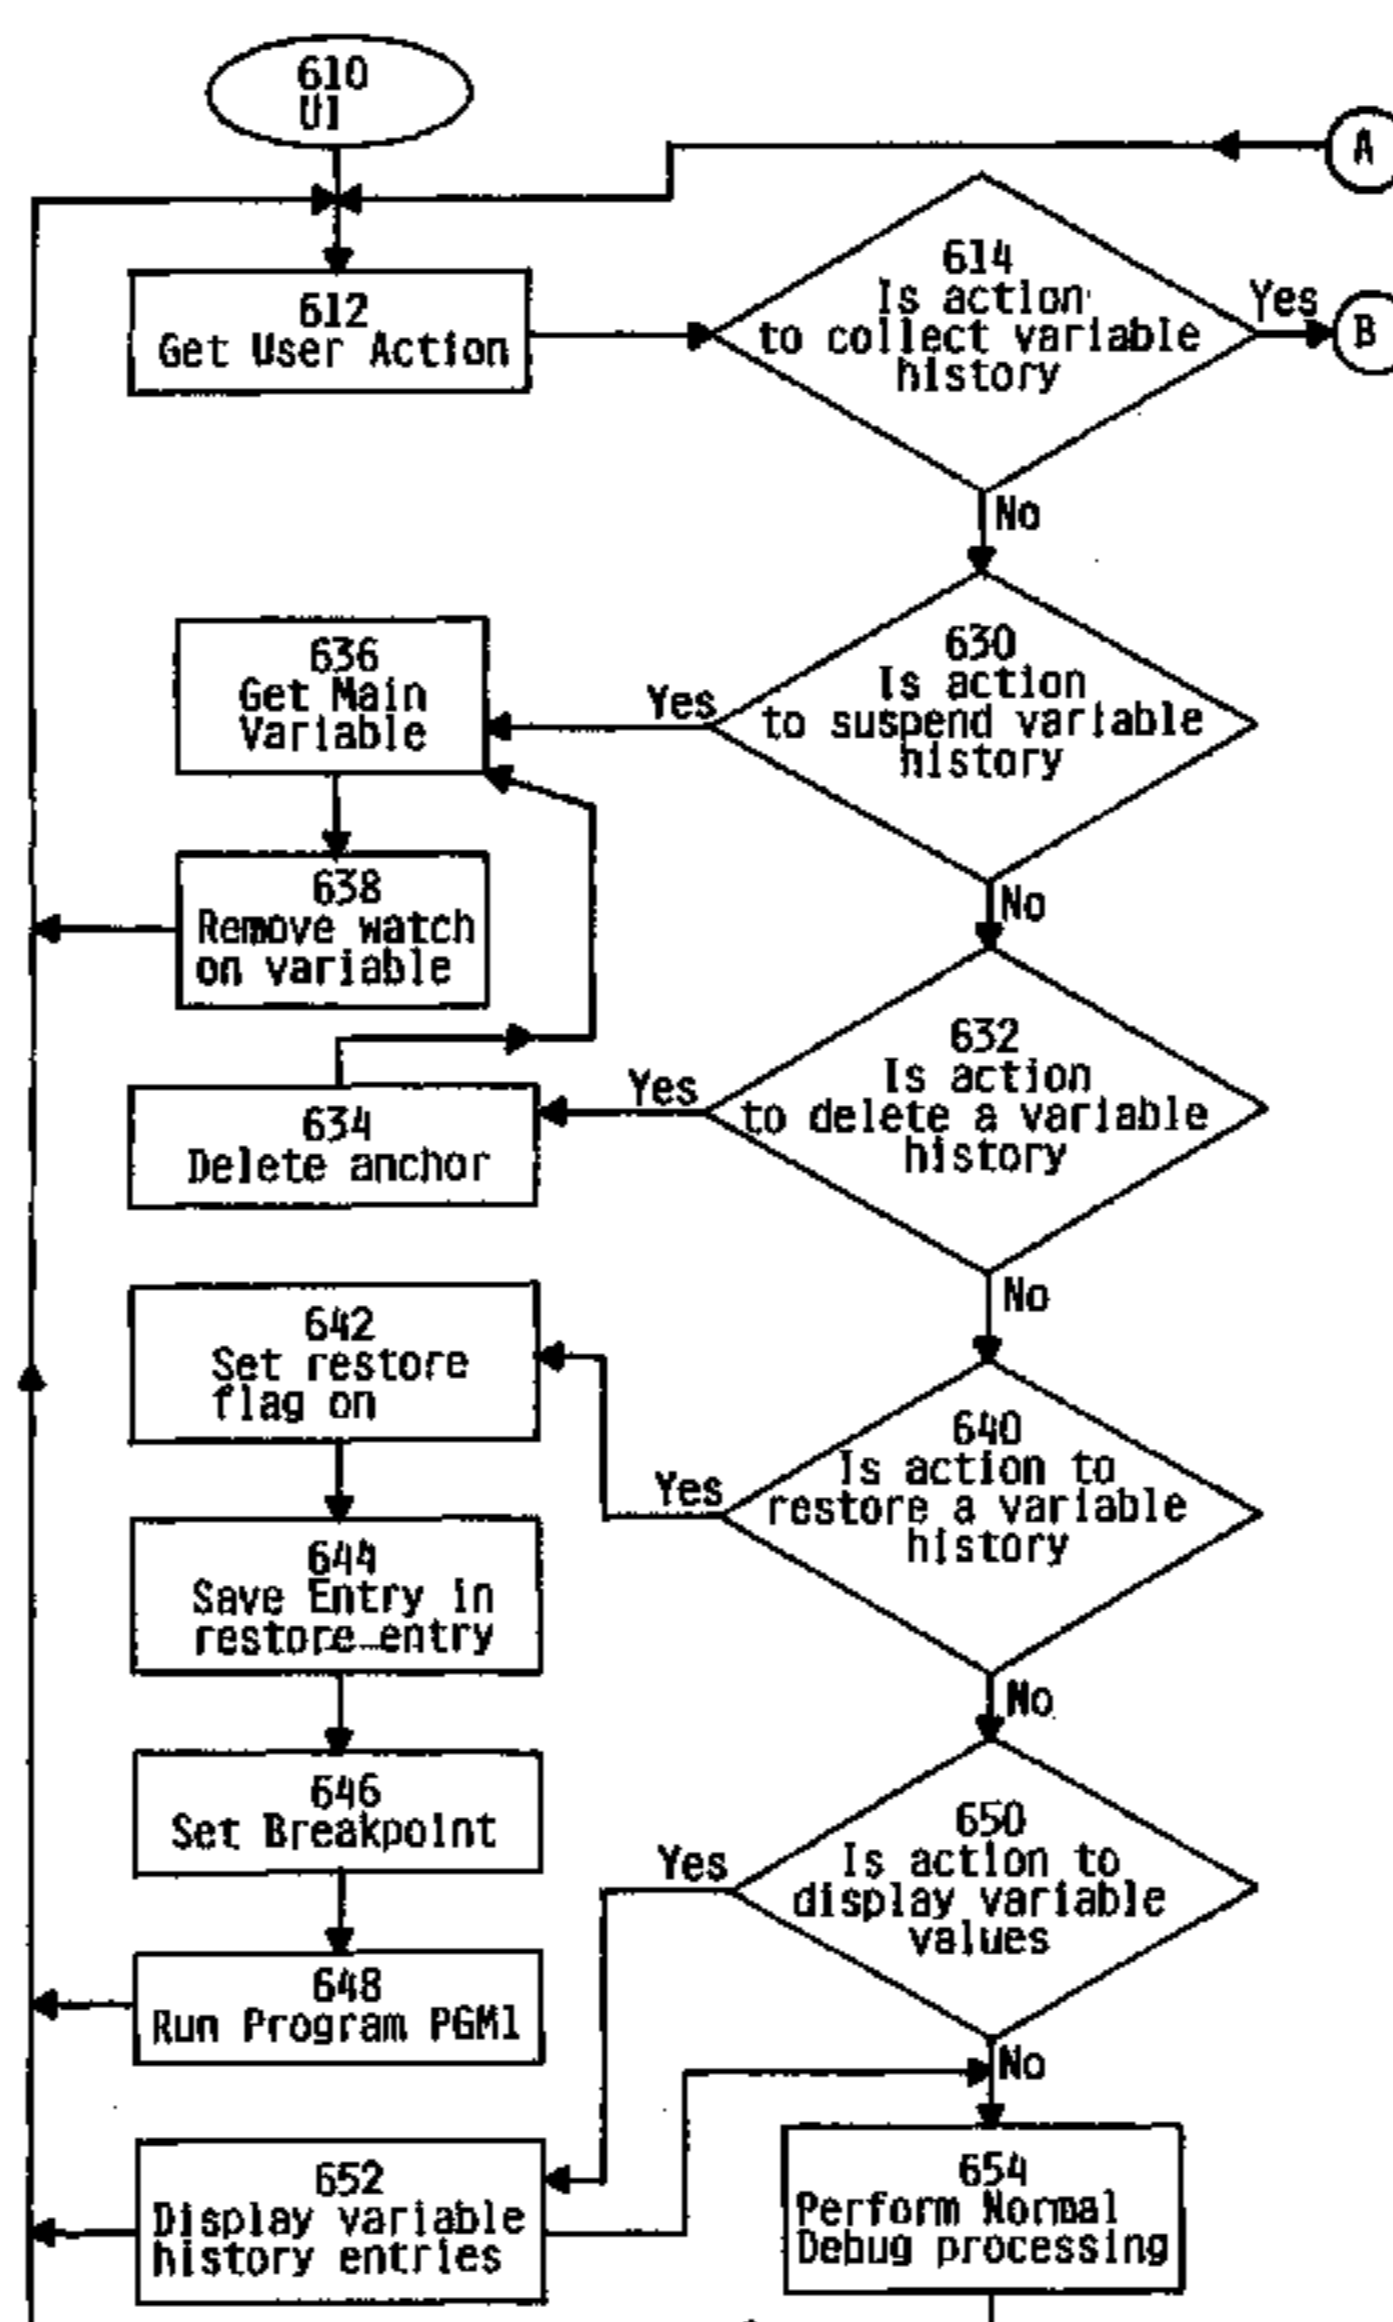 610
UI
A
612
Get User Action
614
Is action
to collect variable
history
Yes
B
No
636
Get Main
Variable
Yes
630
Is action
to suspend variable
history
No
638
Remove watch
on variable
632
Is action
to delete a variable
history
Yes
634
Delete anchor
No
642
Set restore
flag on
640
Is action to
restore a variable
history
Yes
644
Save Entry in
restore_entry
No
646
Set Breakpoint
650
Is action to
display variable
values
Yes
648
Run Program PGM1
No
652
Display variable
history entries
654
Perform Normal
Debug processing